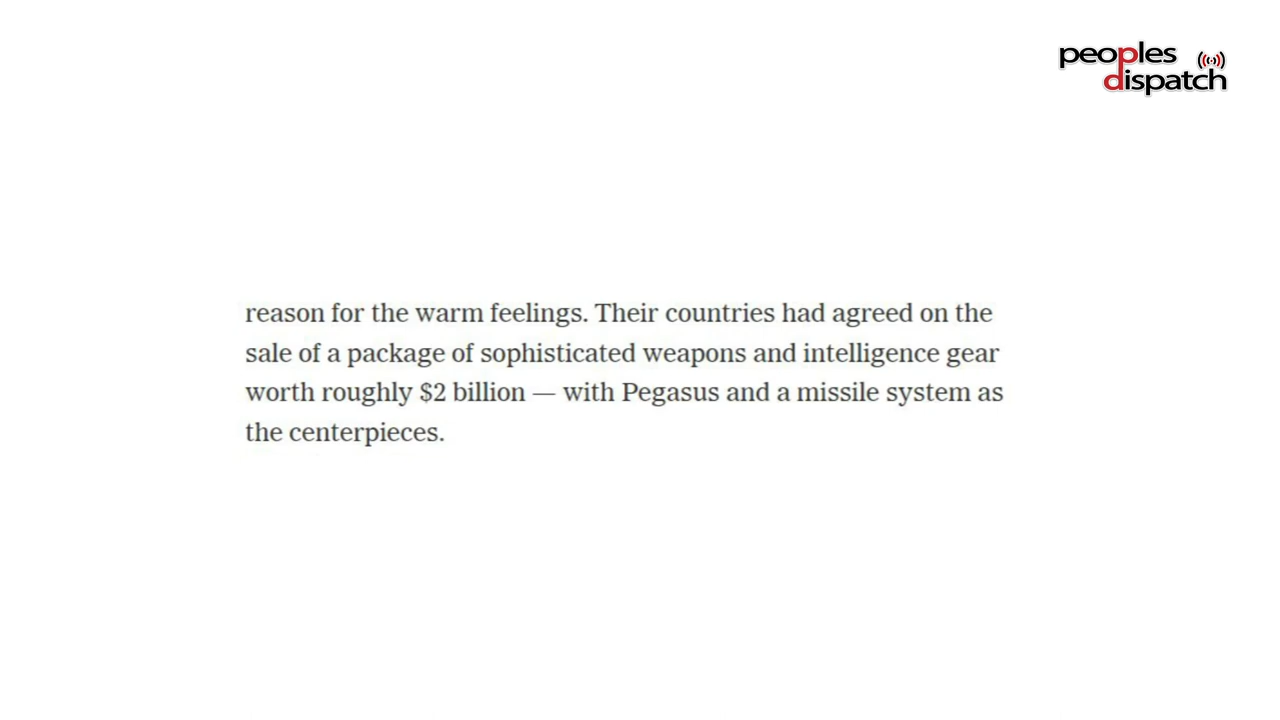 peoples
dispatch
reason for the warm feelings. Their countries had agreed on the
sale of a package of sophisticated weapons and intelligence gear
worth roughly $2 billion — with Pegasus and a missile system as
the centerpieces.